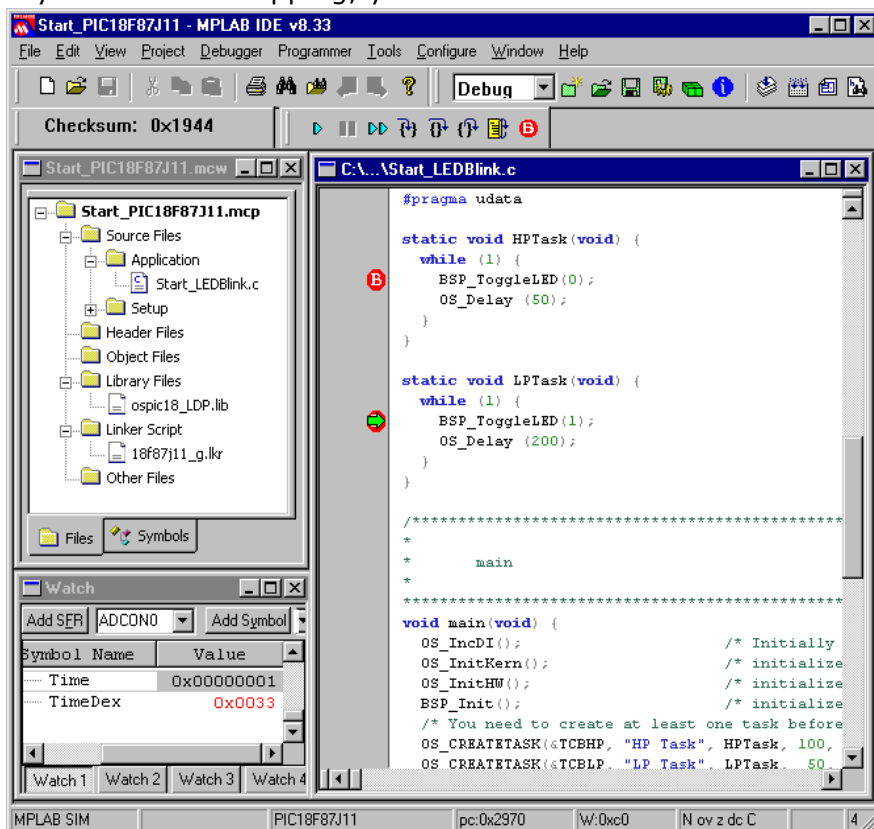 Start_PIC18F87J11 - MPLAB IDE v8.33
File Edit View Project Debugger Programmer Tools Configure Window Help
Debug
Checksum: 0x1944
Start_PIC18F87J11.mcw
Start_PIC18F87J11.mcp
Source Files
Application
Start_LEDBlink.c
Setup
Header Files
Object Files
Library Files
ospic18_LDP.lib
Linker Script
18f87j11_g.lkr
Other Files
Files Symbols
Watch
Add SFR ADCON0 Add Symbol
Symbol Name Value
Time 0x00000001
TimeDex 0x0033
Watch 1 Watch 2 Watch 3 Watch 4
C:\...\Start_LEDBlink.c
#pragma udata
static void HPTask(void) {
while (1) {
B BSP_ToggleLED(0);
OS_Delay (50);
}
}
static void LPTask(void) {
while (1) {
BSP_ToggleLED(1);
OS_Delay (200);
}
}
/***********************************************
*
* main
*
************************************************
void main(void) {
OS_IncDI(); /* Initially
OS_InitKern(); /* initialize
OS_InitHW(); /* initialize
BSP_Init(); /* initialize
/* You need to create at least one task before
OS_CREATETASK(&TCBHP, "HP Task", HPTask, 100,
OS_CREATETASK(&TCBLP, "LP Task", LPTask, 50,
MPLAB SIM PIC18F87J11 pc:0x2970 W:0xc0 N ov z dc C 4